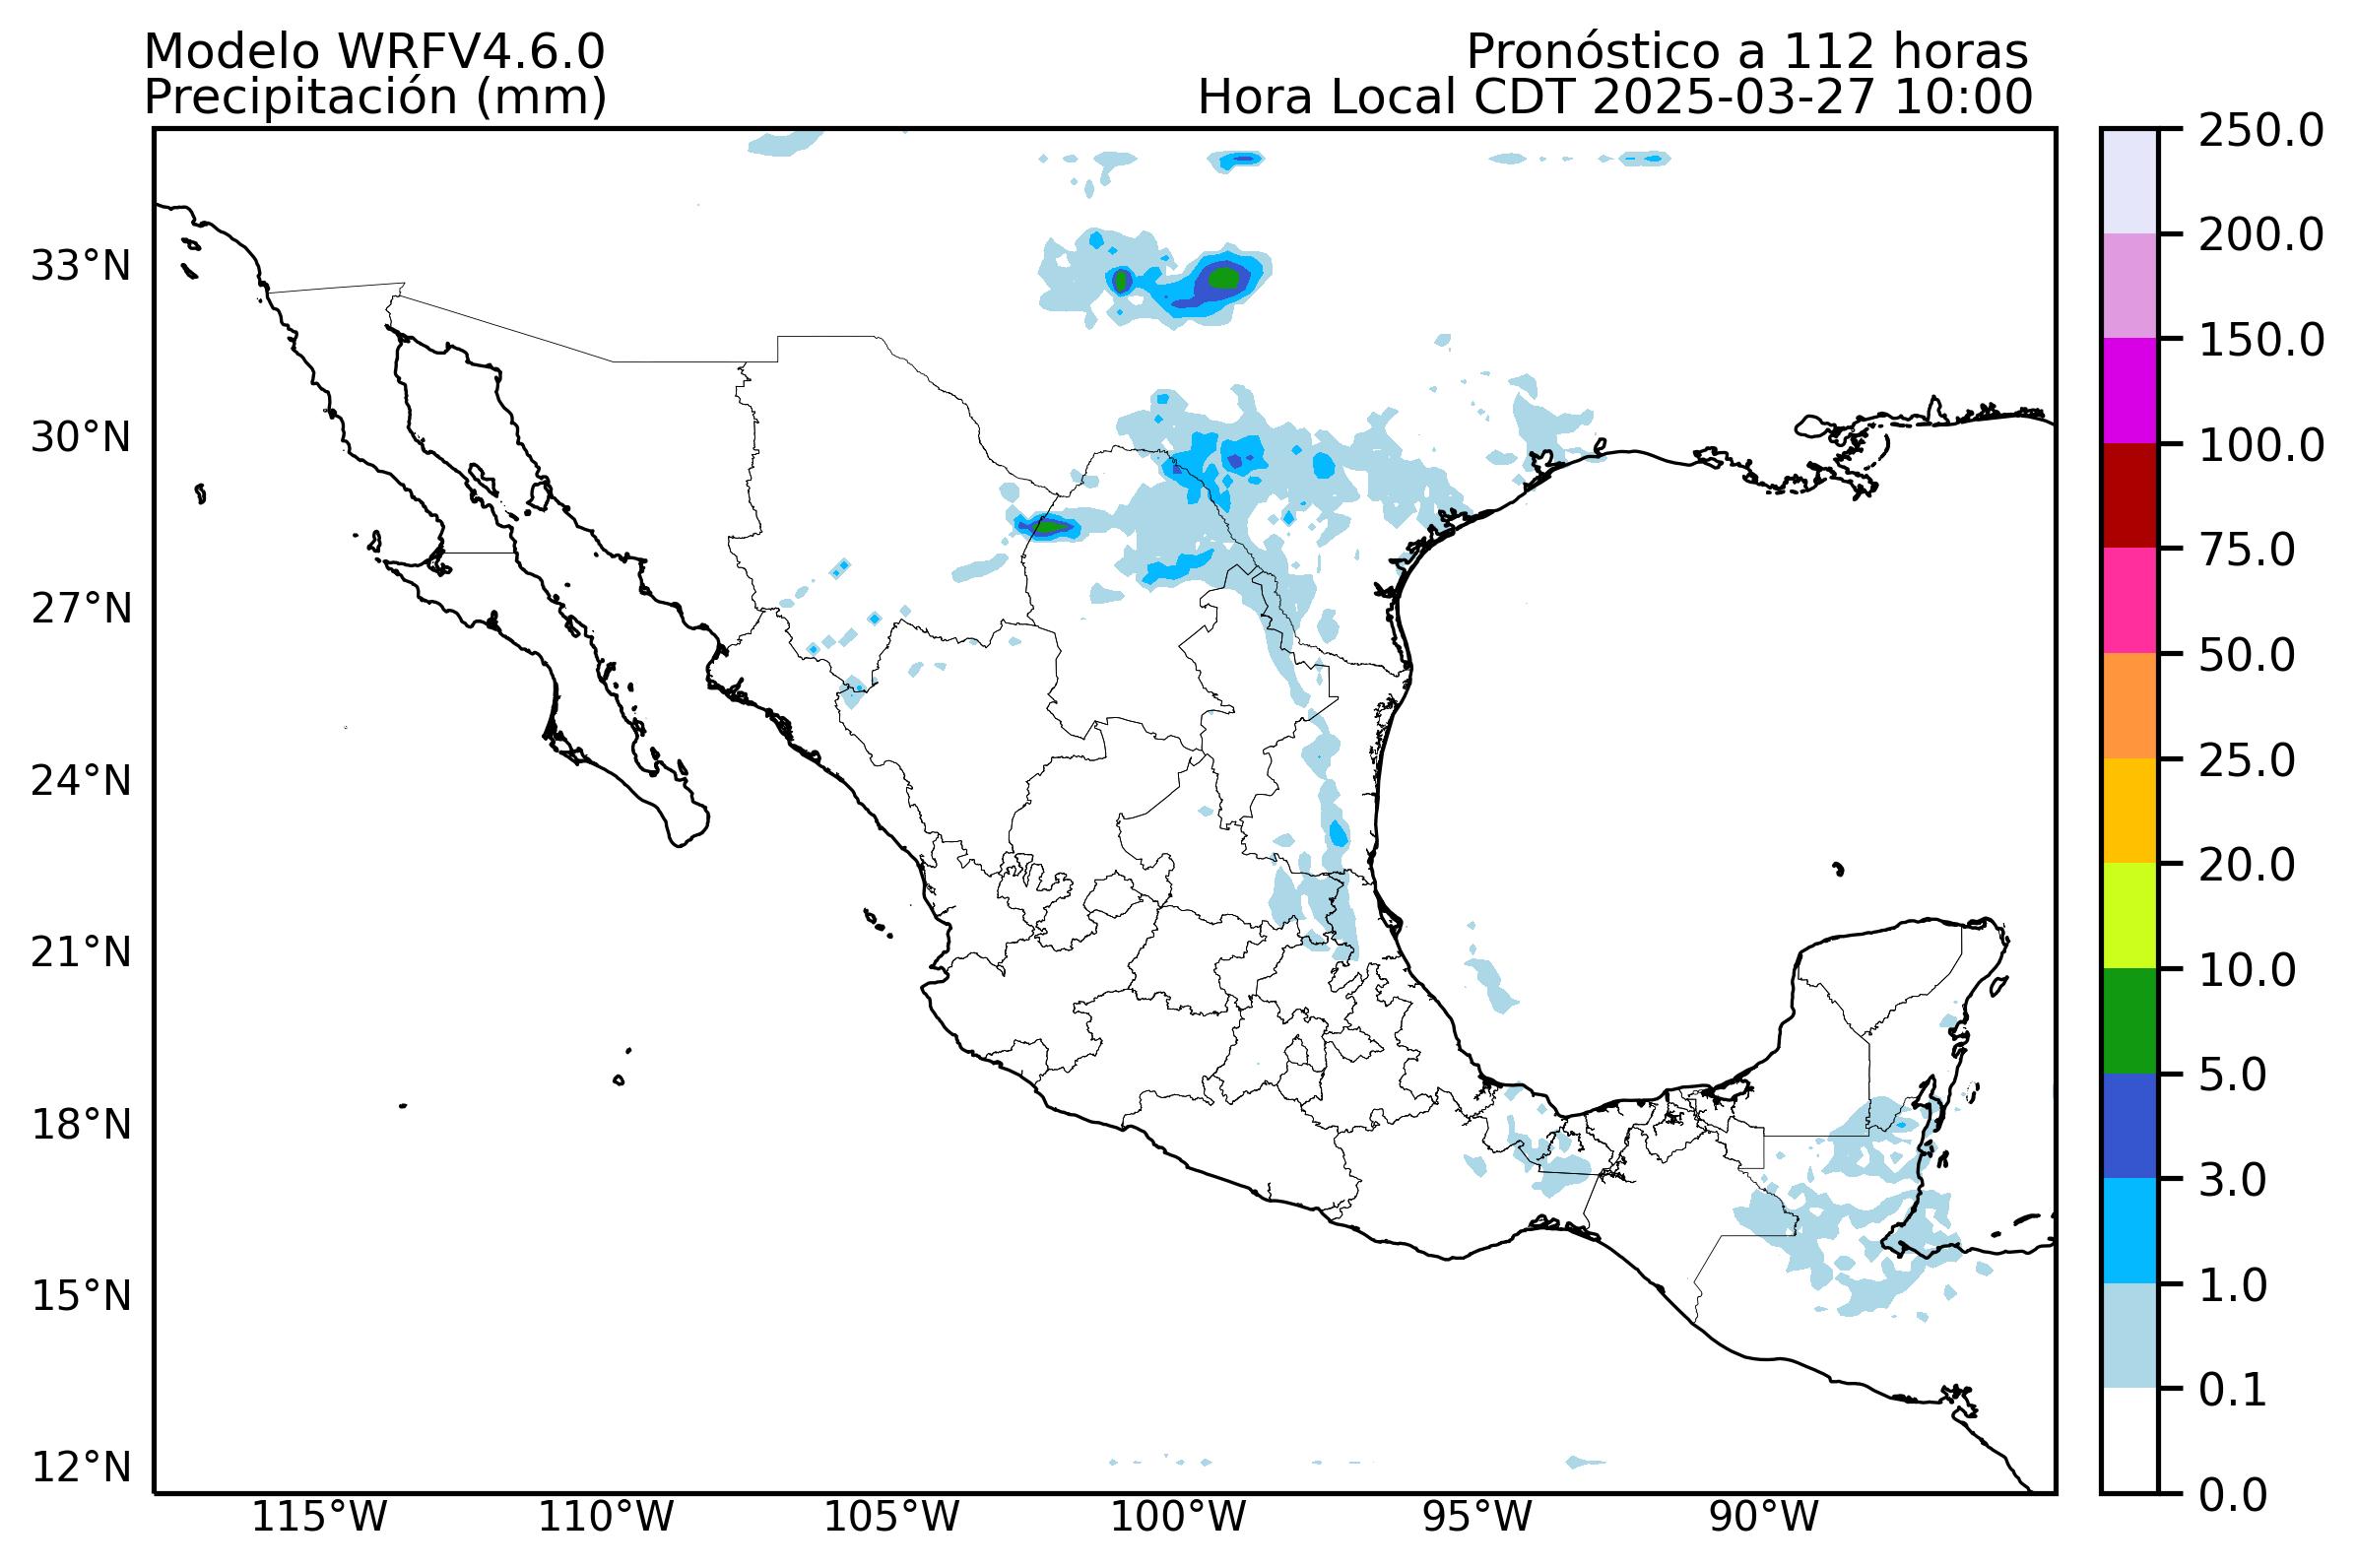 Modelo WRFV4.6.0
Pronóstico a 112 horas
Precipitación (mm)
Hora Local CDT 2025-03-27 10:00
33°N
30°N
27°N
24°N
21°N
18°N
15°N
12°N
115°W
110°W
105°W
100°W
95°W
90°W
250.0
200.0
150.0
100.0
75.0
50.0
25.0
20.0
10.0
5.0
3.0
1.0
0.1
0.0